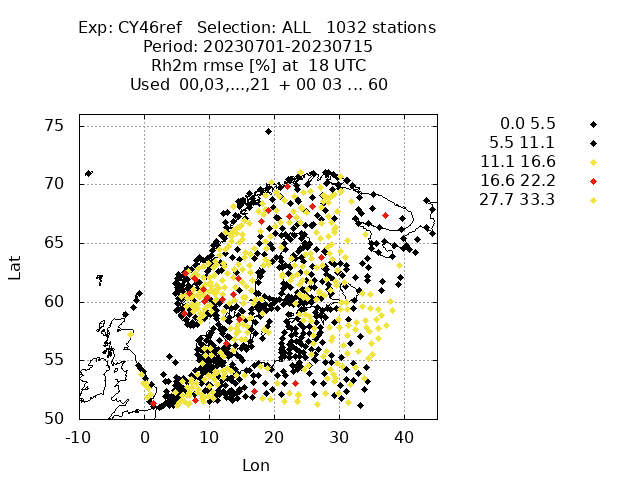 Exp: CY46ref Selection: ALL 1032 stations
Period: 20230701-20230715
Rh2m rmse [%] at 18 UTC
Used 00,03,...,21 + 00 03 ... 60
0.0 5.5
5.5 11.1
11.1 16.6
16.6 22.2
27.7 33.3
75
70
65
60
55
50
Lat
-10 0 10 20 30 40
Lon